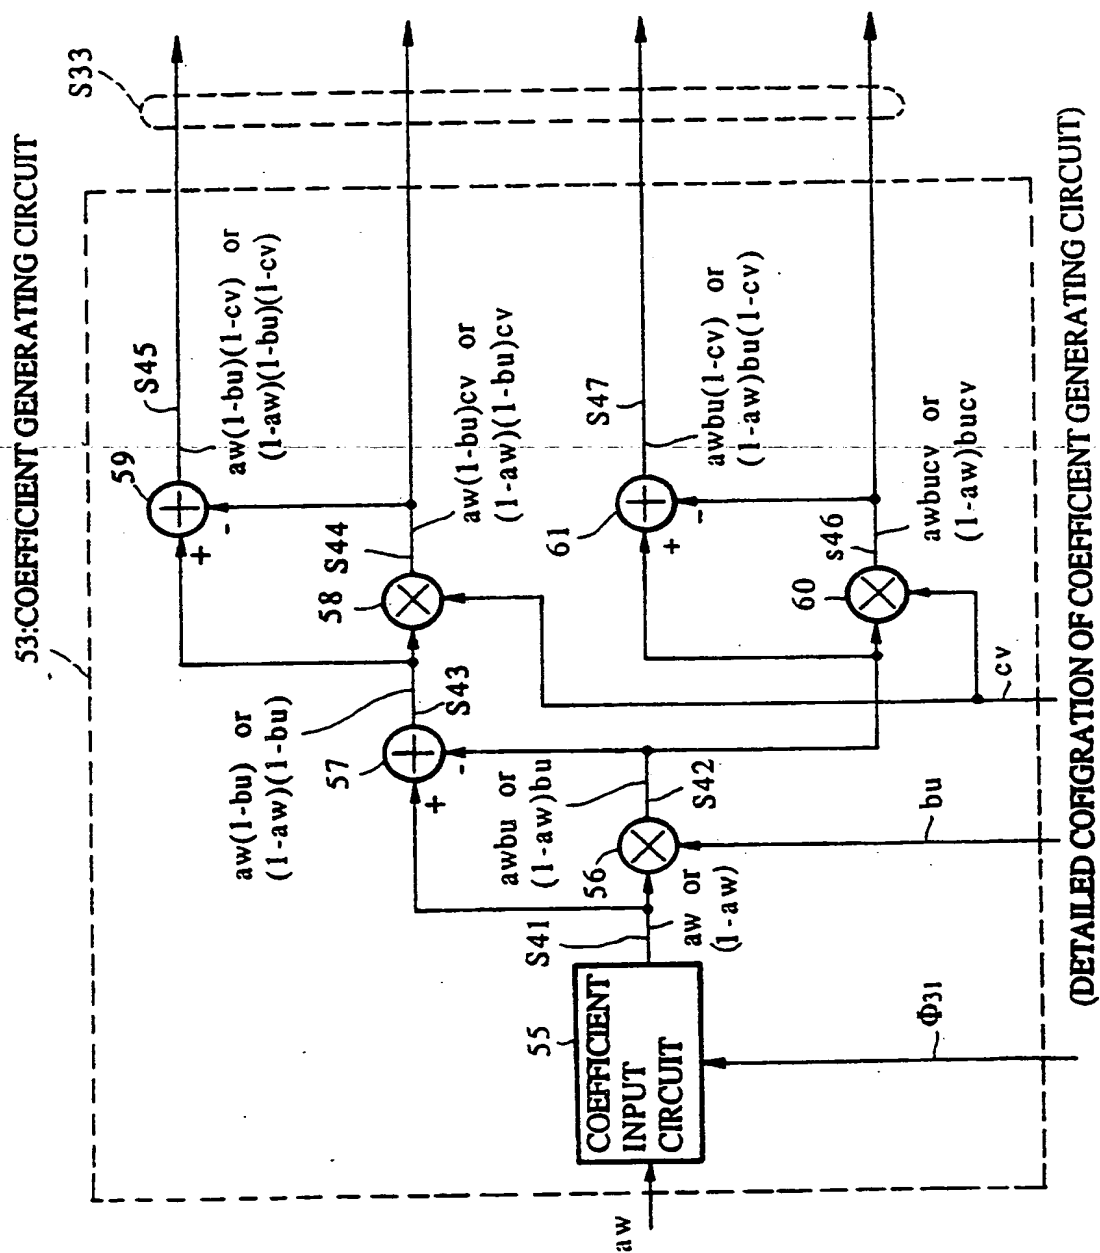 53:COEFFICIENT GENERATING CIRCUIT
S33
S45
aw(1-bu)(1-cv) or
(1-aw)(1-bu)(1-cv)
59
+
-
S44
aw(1-bu)cv or
(1-aw)(1-bu)cv
58
aw(1-bu) or
(1-aw)(1-bu)
S43
57
+
-
S47
awbu(1-cv) or
(1-aw)bu(1-cv)
61
+
-
s46
awbucv or
(1-aw)bucv
60
awbu or
(1-aw)bu
S42
56
S41
aw or
(1-aw)
55
COEFFICIENT
INPUT
CIRCUIT
aw
Φ31
bu
cv
(DETAILED COFIGRATION OF COEFFICIENT GENERATING CIRCUIT)